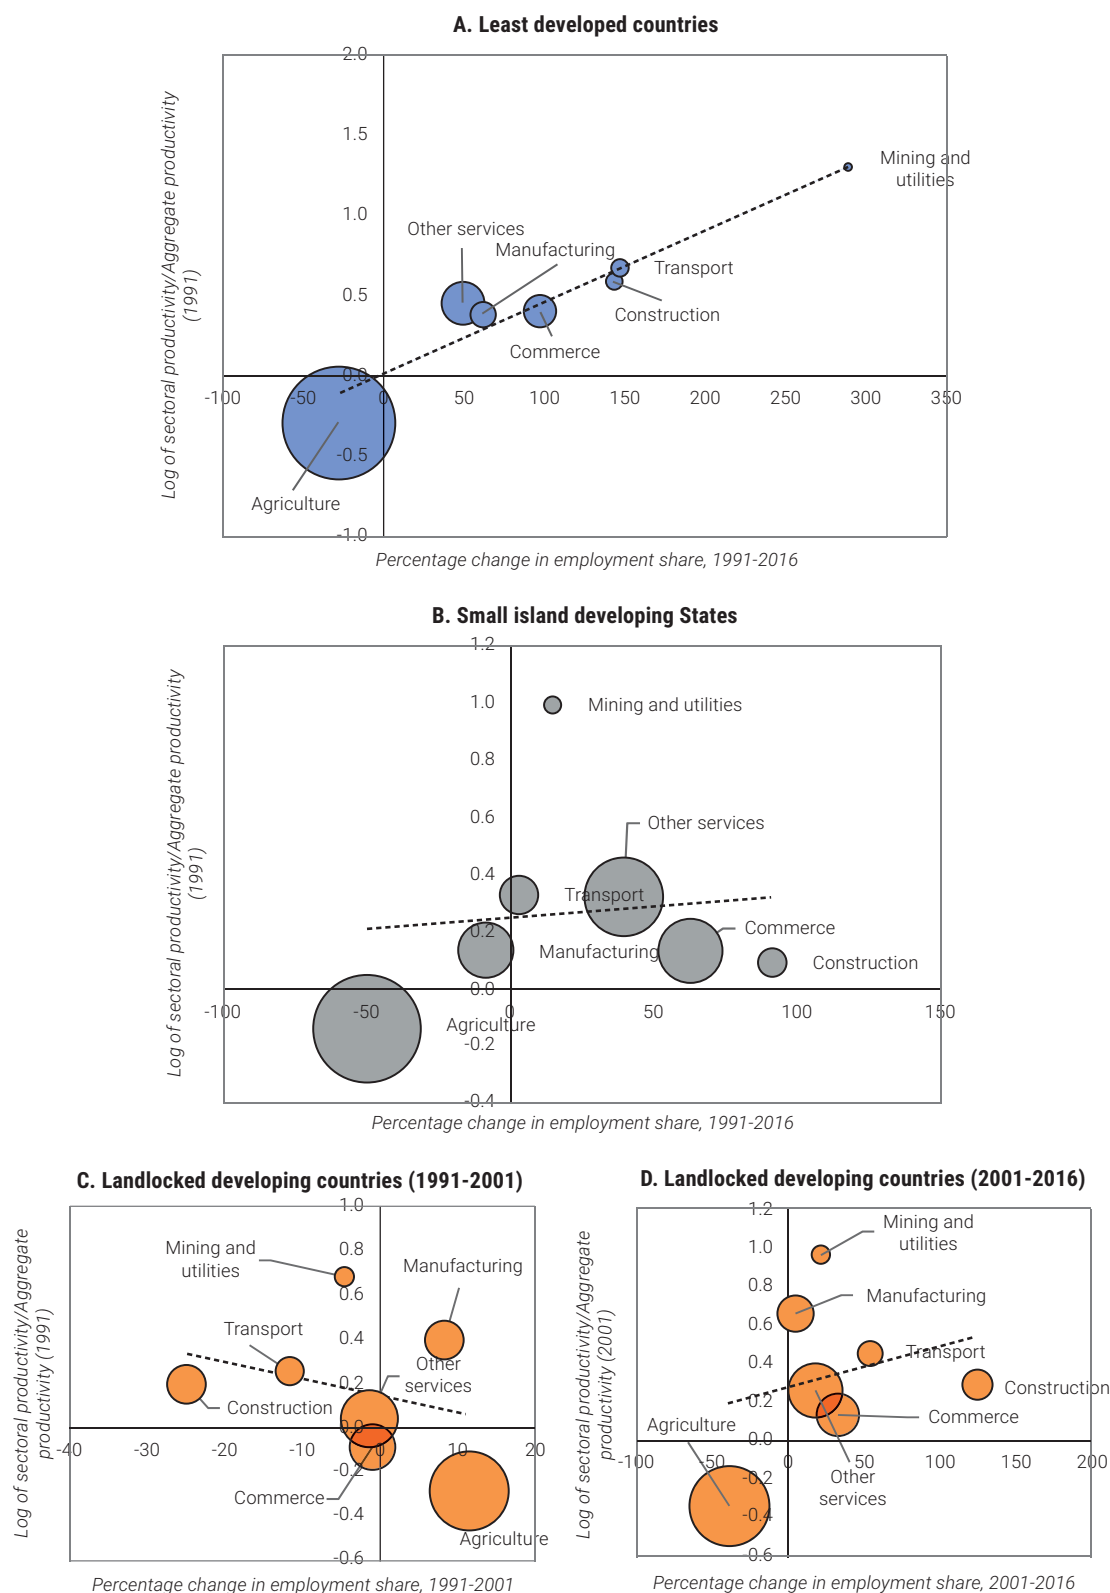 A. Least developed countries
Log of sectoral productivity/Aggregate productivity
(1991)
2.0
1.5
1.0
0.5
0.0
-0.5
-1.0
Mining and
utilities
Other services
Manufacturing
Transport
Construction
Commerce
Agriculture
-100
-50
0
50
100
150
200
250
300
350
Percentage change in employment share, 1991-2016
B. Small island developing States
Log of sectoral productivity/Aggregate productivity
(1991)
1.2
1.0
0.8
0.6
0.4
0.2
0.0
-0.2
-0.4
Mining and utilities
Other services
Transport
Commerce
Manufacturing
Construction
Agriculture
-100
-50
0
50
100
150
Percentage change in employment share, 1991-2016
C. Landlocked developing countries (1991-2001)
Log of sectoral productivity/Aggregate
productivity (1991)
1.0
0.8
0.6
0.4
0.2
0.0
-0.2
-0.4
-0.6
Mining and
utilities
Manufacturing
Transport
Other
services
Construction
Commerce
Agriculture
-40
-30
-20
-10
0
10
20
Percentage change in employment share, 1991-2001
D. Landlocked developing countries (2001-2016)
Log of sectoral productivity/Aggregate
productivity (2001)
1.2
1.0
0.8
0.6
0.4
0.2
0.0
-0.2
-0.4
-0.6
Mining and
utilities
Manufacturing
Transport
Construction
Commerce
Agriculture
Other
services
-100
-50
0
50
100
150
200
Percentage change in employment share, 2001-2016